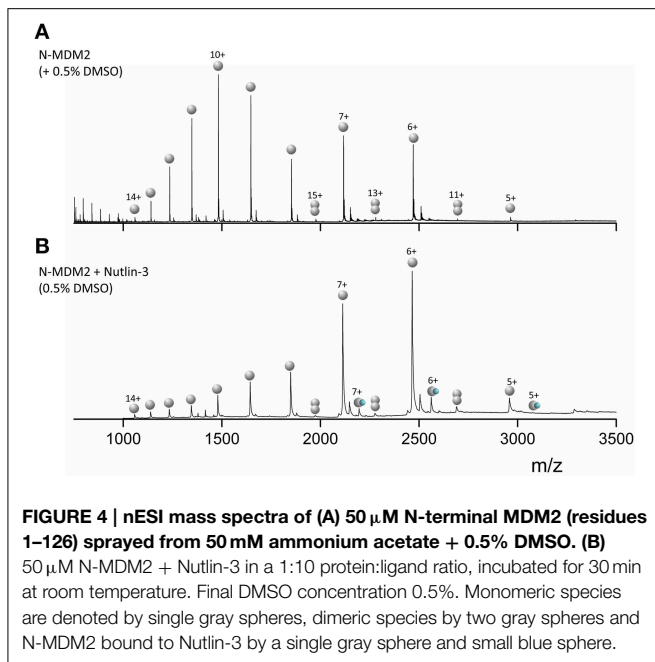 A
N-MDM2
(+ 0.5% DMSO)
10+
7+
6+
14+
15+
13+
11+
5+
B
N-MDM2 + Nutlin-3
(0.5% DMSO)
6+
7+
14+
7+
6+
5+
5+
1000 1500 2000 2500 3000 3500
m/z
FIGURE 4 | nESI mass spectra of (A) 50 μM N-terminal MDM2 (residues
1–126) sprayed from 50 mM ammonium acetate + 0.5% DMSO. (B)
50 μM N-MDM2 + Nutlin-3 in a 1:10 protein:ligand ratio, incubated for 30 min
at room temperature. Final DMSO concentration 0.5%. Monomeric species
are denoted by single gray spheres, dimeric species by two gray spheres and
N-MDM2 bound to Nutlin-3 by a single gray sphere and small blue sphere.